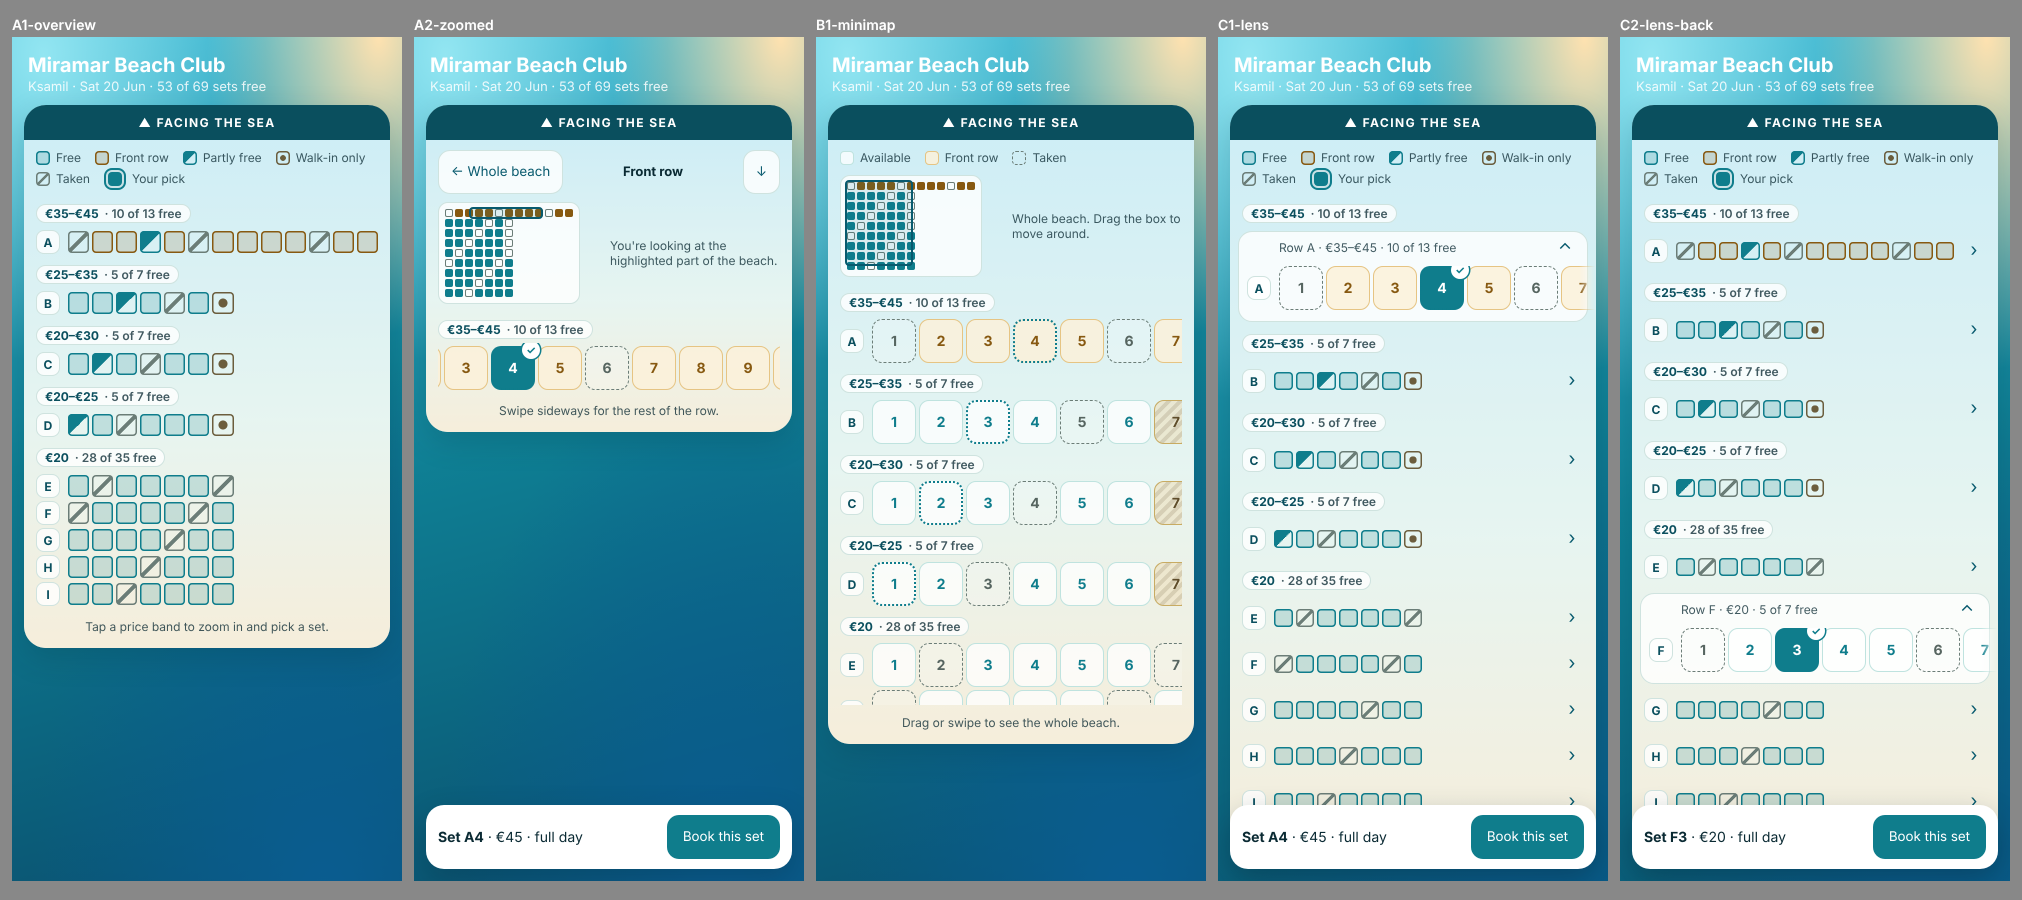 A1-overview
Miramar Beach Club
Ksamil · Sat 20 Jun · 53 of 69 sets free
▲ FACING THE SEA
Free Front row Partly free Walk-in only
Taken Your pick
€35–€45 · 10 of 13 free
A
€25–€35 · 5 of 7 free
B
€20–€30 · 5 of 7 free
C
€20–€25 · 5 of 7 free
D
€20 · 28 of 35 free
E
F
G
H
I
Tap a price band to zoom in and pick a set.
A2-zoomed
Miramar Beach Club
Ksamil · Sat 20 Jun · 53 of 69 sets free
▲ FACING THE SEA
← Whole beach Front row ↓
You're looking at the
highlighted part of the beach.
€35–€45 · 10 of 13 free
3 4 5 6 7 8 9
Swipe sideways for the rest of the row.
Set A4 · €45 · full day Book this set
B1-minimap
Miramar Beach Club
Ksamil · Sat 20 Jun · 53 of 69 sets free
▲ FACING THE SEA
Available Front row Taken
Whole beach. Drag the box to
move around.
€35–€45 · 10 of 13 free
A 1 2 3 4 5 6 7
€25–€35 · 5 of 7 free
B 1 2 3 4 5 6 7
€20–€30 · 5 of 7 free
C 1 2 3 4 5 6 7
€20–€25 · 5 of 7 free
D 1 2 3 4 5 6 7
€20 · 28 of 35 free
E 1 2 3 4 5 6 7
Drag or swipe to see the whole beach.
C1-lens
Miramar Beach Club
Ksamil · Sat 20 Jun · 53 of 69 sets free
▲ FACING THE SEA
Free Front row Partly free Walk-in only
Taken Your pick
€35–€45 · 10 of 13 free
Row A · €35–€45 · 10 of 13 free
A 1 2 3 4 5 6 7
€25–€35 · 5 of 7 free
B
€20–€30 · 5 of 7 free
C
€20–€25 · 5 of 7 free
D
€20 · 28 of 35 free
E
F
G
H
I
Set A4 · €45 · full day Book this set
C2-lens-back
Miramar Beach Club
Ksamil · Sat 20 Jun · 53 of 69 sets free
▲ FACING THE SEA
Free Front row Partly free Walk-in only
Taken Your pick
€35–€45 · 10 of 13 free
A
€25–€35 · 5 of 7 free
B
€20–€30 · 5 of 7 free
C
€20–€25 · 5 of 7 free
D
€20 · 28 of 35 free
E
Row F · €20 · 5 of 7 free
F 1 2 3 4 5 6 7
G
H
I
Set F3 · €20 · full day Book this set